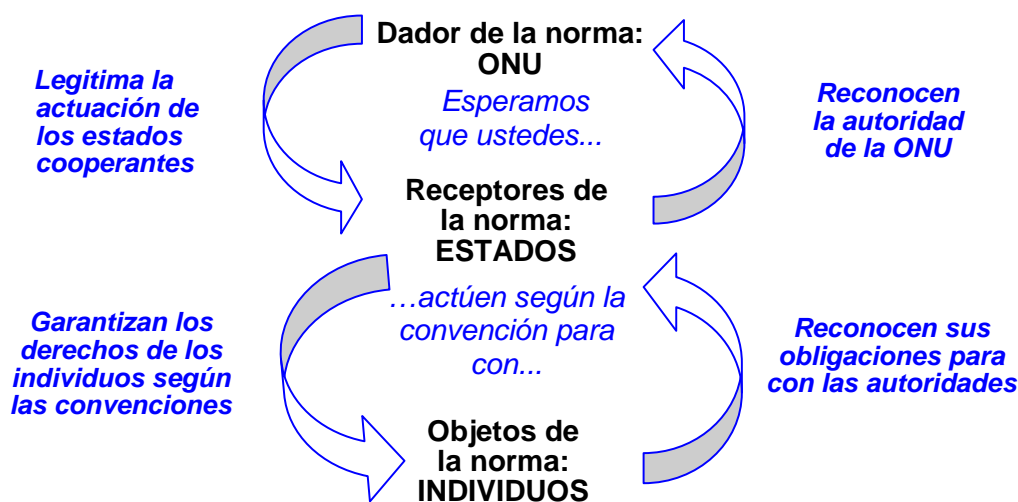 Dador de la norma:
ONU
Legitima la
actuación de
los estados
cooperantes
Esperamos
que ustedes...
Reconocen
la autoridad
de la ONU
Receptores de
la norma:
ESTADOS
…actúen según la
convención para
con...
Garantizan los
derechos de los
individuos según
las convenciones
Reconocen sus
obligaciones para
con las autoridades
Objetos de
la norma:
INDIVIDUOS